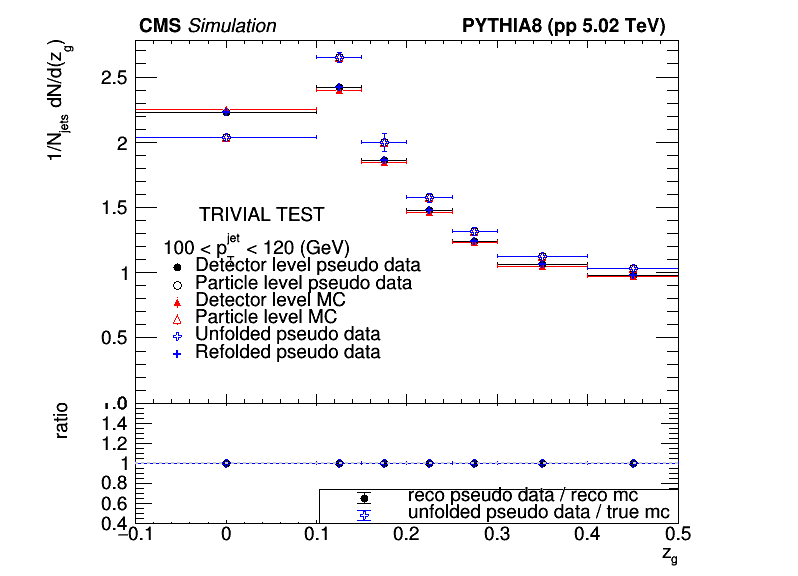 CMS Simulation PYTHIA8 (pp 5.02 TeV)
1/N_jets dN/d(z_g)
2.5
2
1.5
1
0.5
TRIVIAL TEST
100 < p_T^jet < 120 (GeV)
Detector level pseudo data
Particle level pseudo data
Detector level MC
Particle level MC
Unfolded pseudo data
Refolded pseudo data
ratio
1.4
1.2
1
0.8
0.6
0.4
reco pseudo data / reco mc
unfolded pseudo data / true mc
−0.1 0 0.1 0.2 0.3 0.4 0.5
z_g